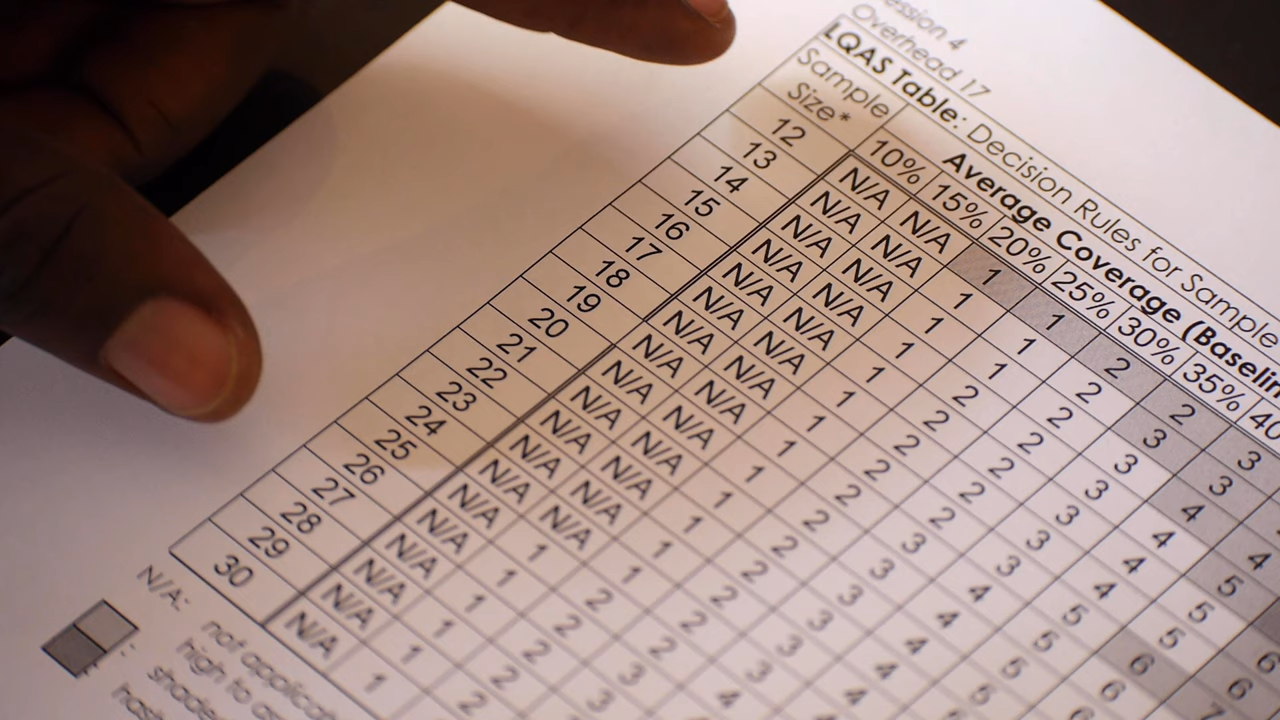 ession 4
Overhead 17
LQAS Table: Decision Rules for Sample
Sample Size* Average Coverage (Baselin
10% 15% 20% 25% 30% 35% 40
12 N/A N/A 1 1 2 2 3
13 N/A N/A 1 1 2 3 3
14 N/A N/A 1 1 2 3 4 4
15 N/A N/A 1 2 2 3 4 5
16 N/A N/A 1 2 2 3 4 5 6
17 N/A N/A 1 2 2 3 4 5 6
18 N/A N/A 1 2 2 3 5 6 7
19 N/A N/A 1 2 3 4 5 6
20 N/A N/A 1 2 3 4 5
21 N/A N/A 1 2 3 4 5
22 N/A N/A 1 2 3 4
23 N/A N/A 1 2 3 4
24 N/A N/A 1 2 3
25 N/A 1 2 2 4
26 N/A 1 2 3
27 N/A 1 2 3
28 N/A 1 2
29 N/A 1 2
30 N/A 1
N/A: not applica
high to as
shade